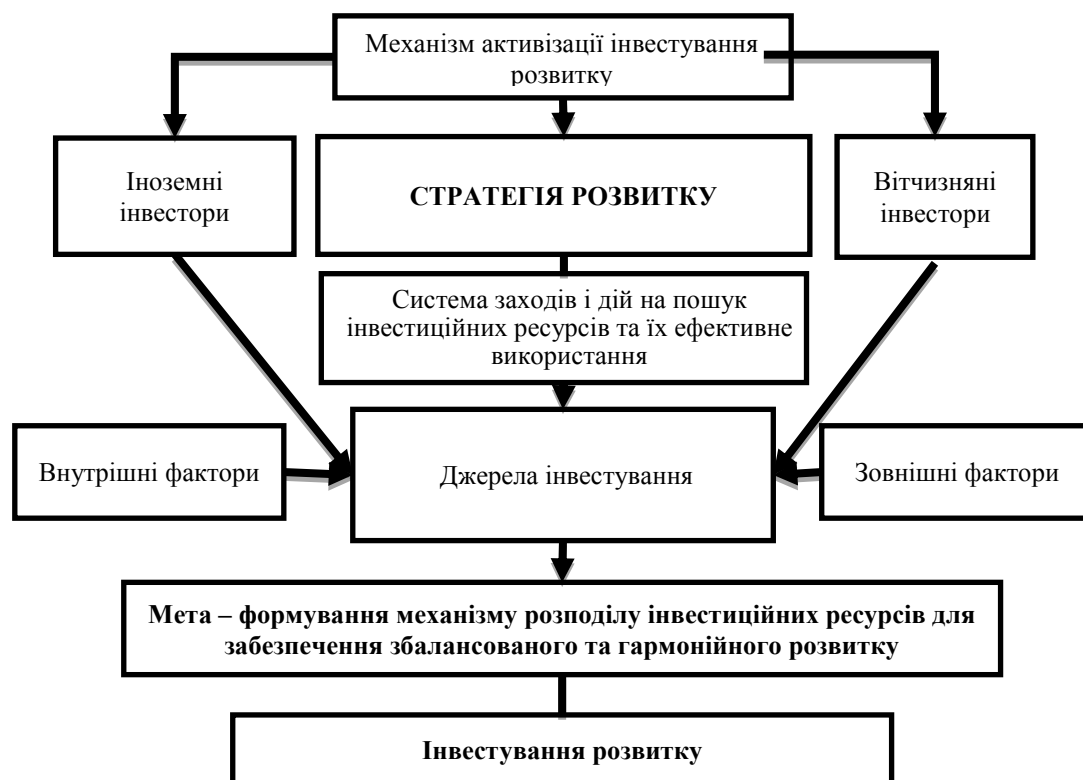 Механізм активізації інвестування
розвитку
Іноземні
інвестори
СТРАТЕГІЯ РОЗВИТКУ
Вітчизняні
інвестори
Система заходів і дій на пошук
інвестиційних ресурсів та їх ефективне
використання
Внутрішні фактори
Джерела інвестування
Зовнішні фактори
Мета – формування механізму розподілу інвестиційних ресурсів для
забезпечення збалансованого та гармонійного розвитку
Інвестування розвитку